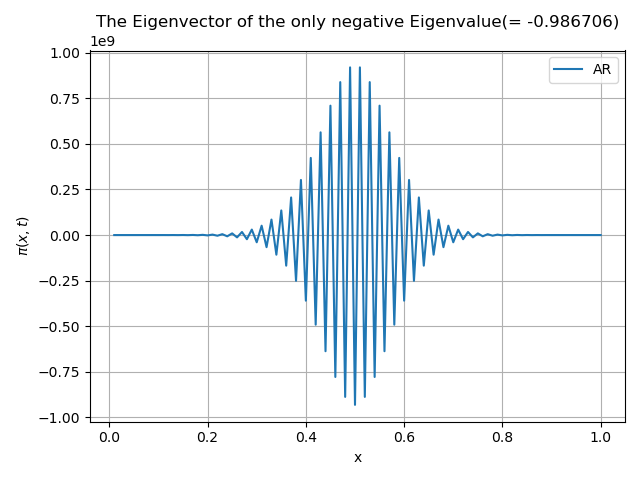 The Eigenvector of the only negative Eigenvalue(= -0.986706)
1e9
AR
1.00
0.75
0.50
0.25
0.00
−0.25
−0.50
−0.75
−1.00
π(x, t)
0.0 0.2 0.4 0.6 0.8 1.0
x